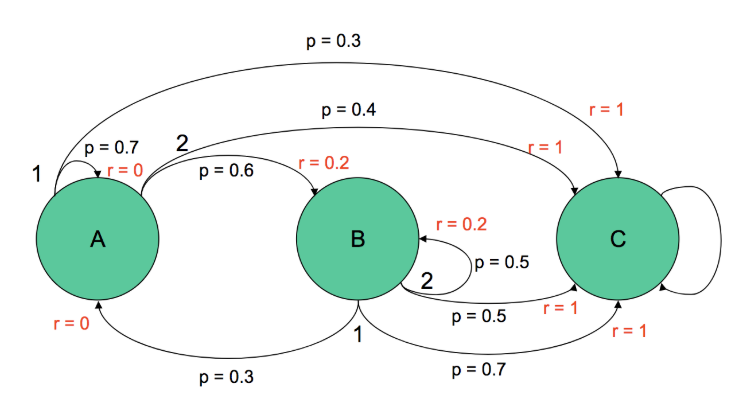 p = 0.3
r = 1
p = 0.4
2
p = 0.7
r = 1
1
r = 0
p = 0.6
r = 0.2
A
B
C
r = 0.2
p = 0.5
2
r = 1
p = 0.5
r = 0
1
r = 1
p = 0.3
p = 0.7